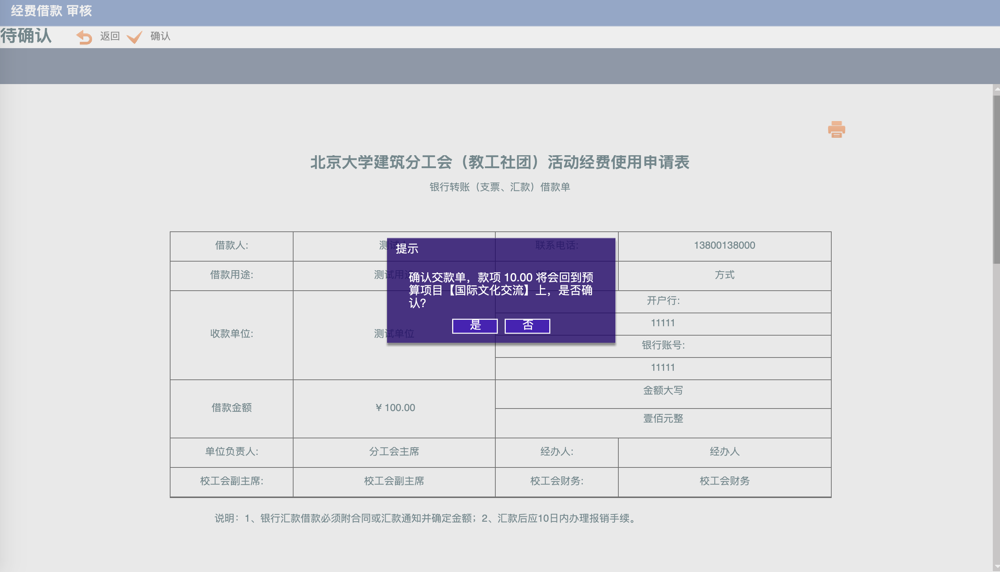 经费借款 审核
待确认 返回 确认
北京大学建筑分工会（教工社团）活动经费使用申请表
银行转账（支票、汇款）借款单
借款人: 联系电话: 13800138000
提示
借款用途: 测试用途 方式
确认交款单，款项 10.00 将会回到预
算项目【国际文化交流】上，是否确
认?
是 否
开户行:
11111
收款单位: 测试单位
银行账号:
11111
借款金额 ¥ 100.00
金额大写
壹佰元整
单位负责人: 分工会主席 经办人: 经办人
校工会副主席: 校工会副主席 校工会财务: 校工会财务
说明：1、银行汇款借款必须附合同或汇款通知并确定金额；2、汇款后应10日内办理报销手续。